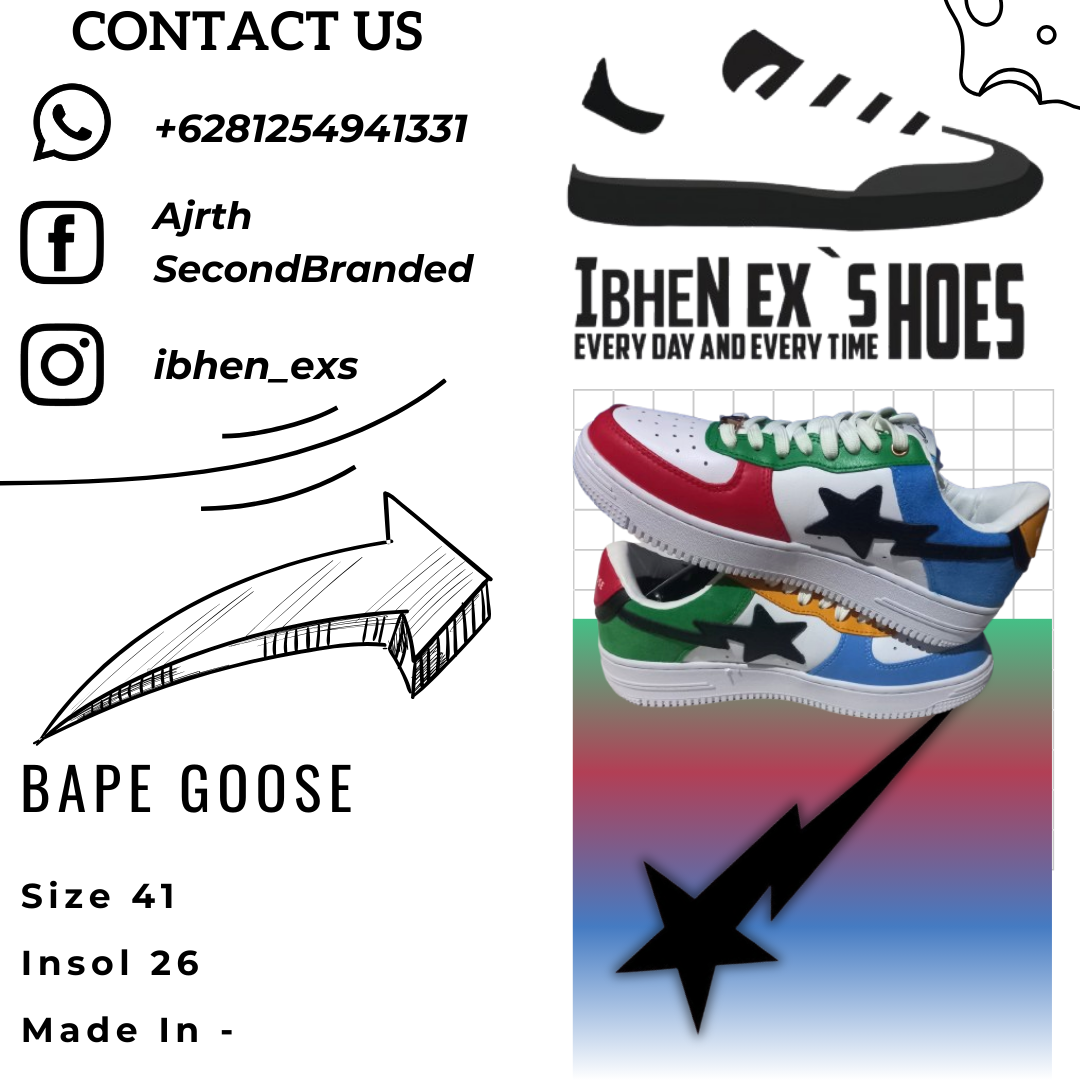 CONTACT US
+6281254941331
Ajrth
SecondBranded
ibhen_exs
IBHEN EX`SHOES
EVERY DAY AND EVERY TIME
BAPE GOOSE
Size 41
Insol 26
Made In -